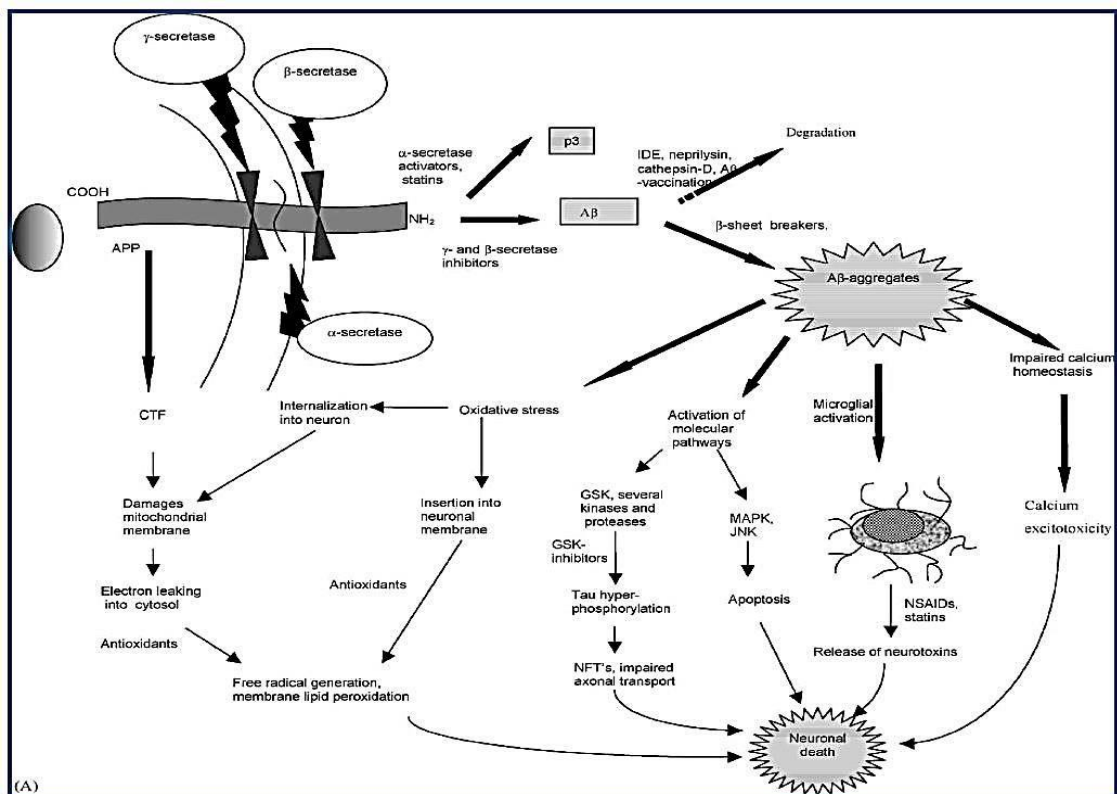 γ-secretase
β-secretase
α-secretase
activators,
statins
p3
Degradation
IDE, neprilysin,
cathepsin-D, Aβ
-vaccination
COOH
NH₂
Aβ
APP
γ- and β-secretase
inhibitors
β-sheet breakers,
Aβ-aggregates
α-secretase
Impaired calcium
homeostasis
CTF
Internalization
into neuron
Oxidative stress
Activation of
molecular
pathways
Microglial
activation
Damages
mitochondrial
membrane
Insertion into
neuronal
membrane
GSK, several
kinases and
proteases
MAPK,
JNK
Calcium
excitotoxicity
GSK-
inhibitors
Electron leaking
into cytosol
Antioxidants
Tau hyper-
phosphorylation
Apoptosis
NSAIDs,
statins
Antioxidants
Release of neurotoxins
Free radical generation,
membrane lipid peroxidation
NFT's, impaired
axonal transport
Neuronal
death
(A)